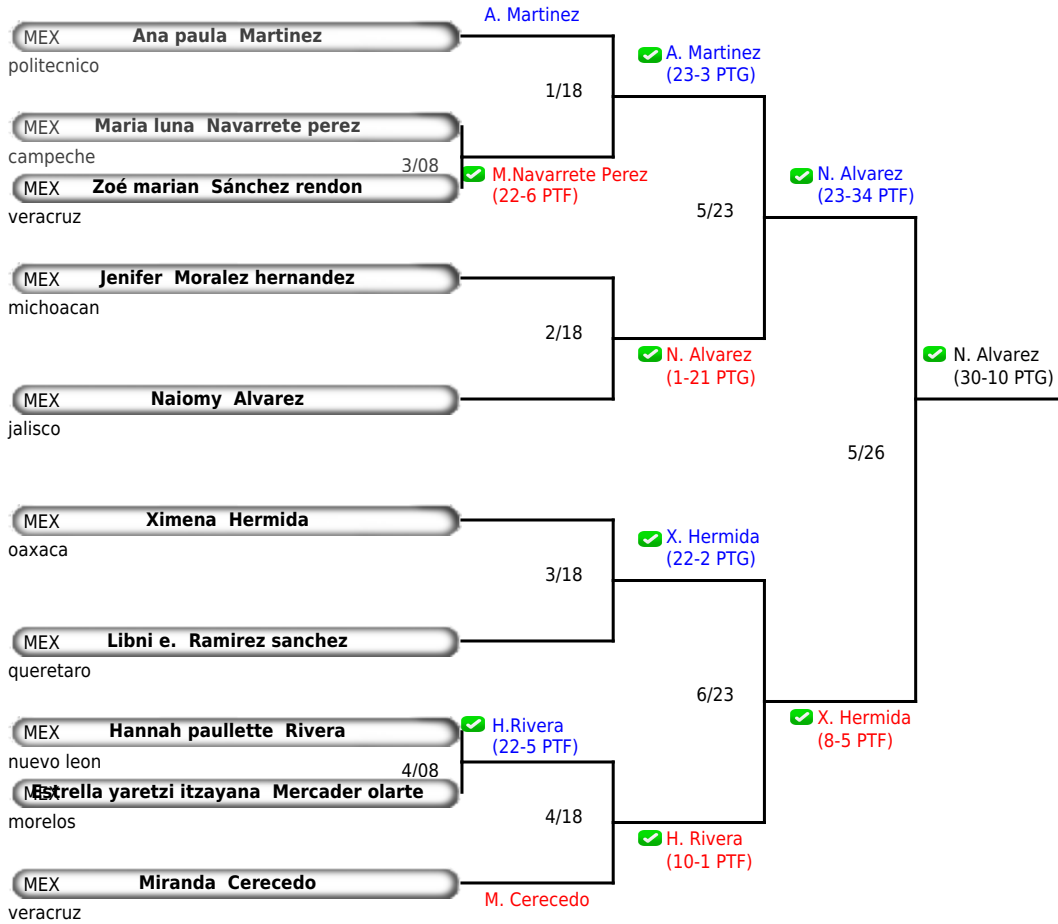 A. Martinez
MEX Ana paula Martinez
politecnico
A. Martinez
(23-3 PTG)
1/18
MEX Maria luna Navarrete perez
campeche
3/08
M.Navarrete Perez
(22-6 PTF)
MEX Zoé marian Sánchez rendon
veracruz
N. Alvarez
(23-34 PTF)
5/23
MEX Jenifer Moralez hernandez
michoacan
2/18
N. Alvarez
(1-21 PTG)
N. Alvarez
(30-10 PTG)
MEX Naiomy Alvarez
jalisco
5/26
MEX Ximena Hermida
oaxaca
X. Hermida
(22-2 PTG)
3/18
MEX Libni e. Ramirez sanchez
queretaro
6/23
X. Hermida
(8-5 PTF)
MEX Hannah paullette Rivera
nuevo leon
H.Rivera
(22-5 PTF)
4/08
MEX Estrella yaretzi itzayana Mercader olarte
morelos
4/18
H. Rivera
(10-1 PTF)
MEX Miranda Cerecedo
veracruz
M. Cerecedo